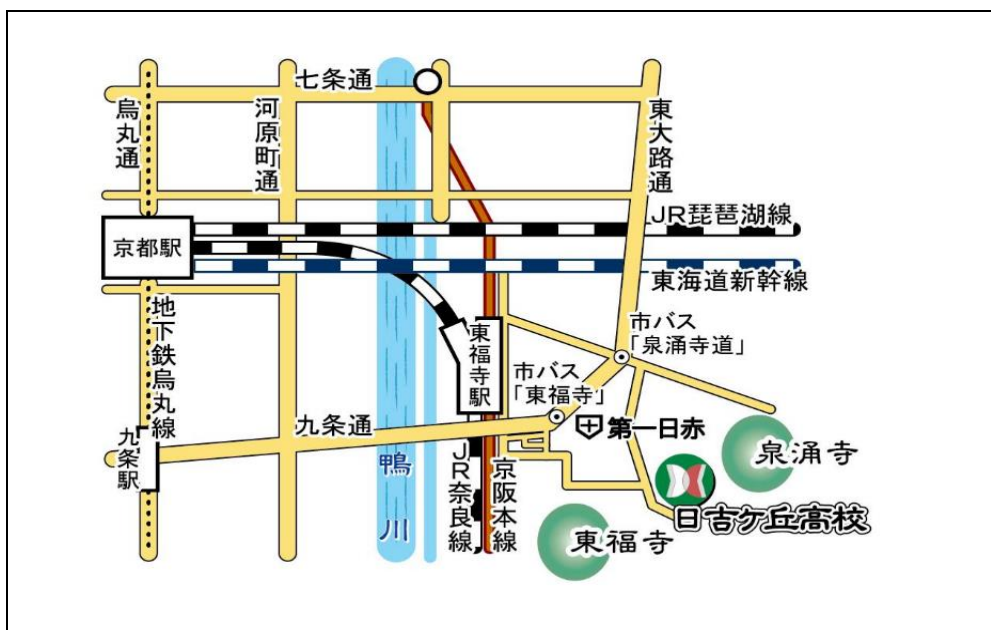 七条通
烏丸通
河原町通
東大路通
JR琵琶湖線
京都駅
東海道新幹線
地下鉄烏丸線
市バス
「泉涌寺道」
東福寺駅
市バス
「東福寺」
九条通
第一日赤
九条駅
鴨川
JR奈良線
京阪本線
泉涌寺
日吉ケ丘高校
東福寺